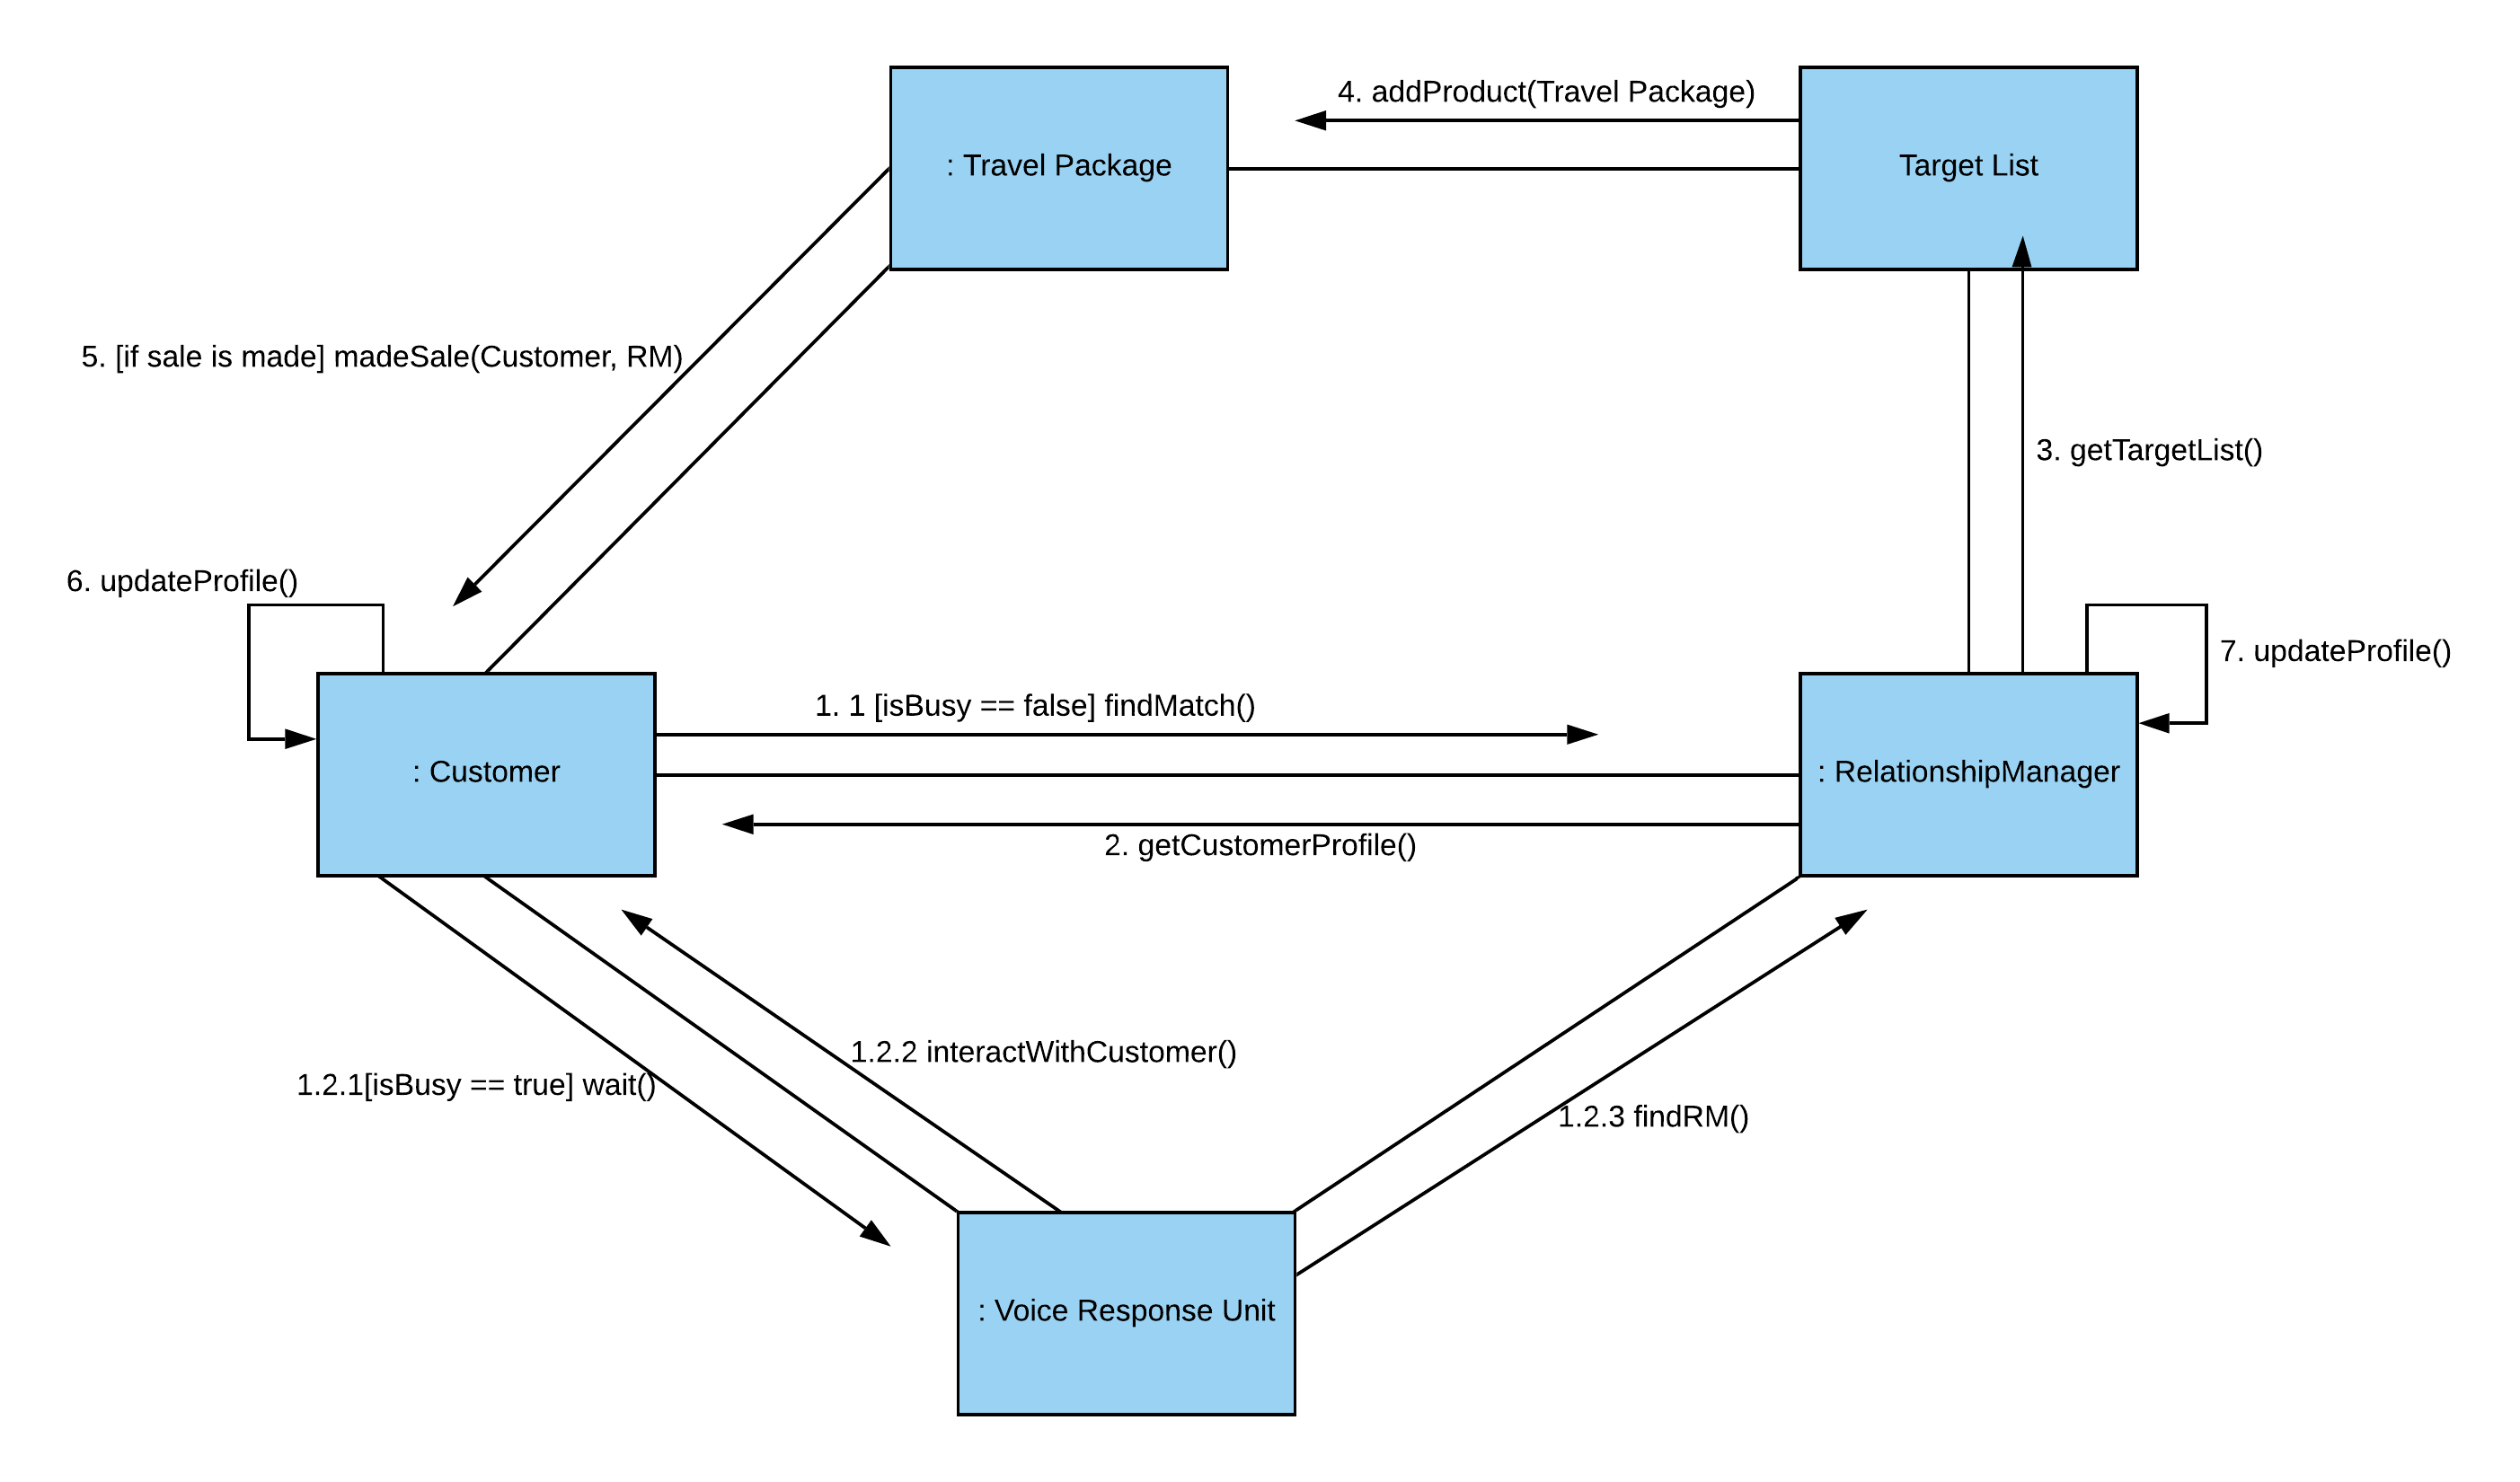 4. addProduct(Travel Package)
: Travel Package
Target List
5. [if sale is made] madeSale(Customer, RM)
3. getTargetList()
6. updateProfile()
7. updateProfile()
1. 1 [isBusy == false] findMatch()
: Customer
: RelationshipManager
2. getCustomerProfile()
1.2.2 interactWithCustomer()
1.2.1[isBusy == true] wait()
1.2.3 findRM()
: Voice Response Unit